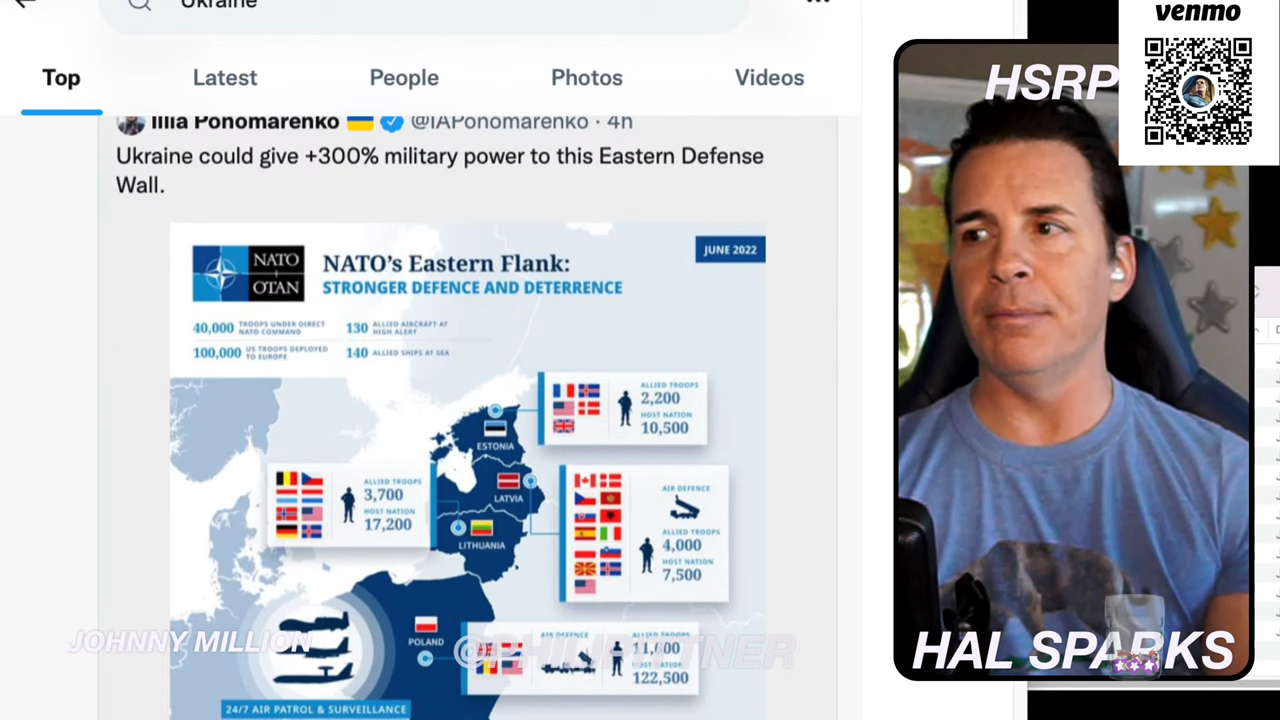 Ukraine
Top
Latest
People
Photos
Videos
Illia Ponomarenko @IAPonomarenko · 4h
Ukraine could give +300% military power to this Eastern Defense
Wall.
NATO
OTAN
NATO's Eastern Flank:
STRONGER DEFENCE AND DETERRENCE
JUNE 2022
40,000 TROOPS UNDER DIRECT NATO COMMAND
130 ALLIED AIRCRAFT AT HIGH ALERT
100,000 US TROOPS DEPLOYED TO EUROPE
140 ALLIED SHIPS AT SEA
ALLIED TROOPS
2,200
HOST NATION
10,500
ESTONIA
ALLIED TROOPS
3,700
HOST NATION
17,200
LATVIA
AIR DEFENCE
ALLIED TROOPS
4,000
HOST NATION
7,500
LITHUANIA
POLAND
AIR DEFENCE
ALLIED TROOPS
11,600
HOST NATION
122,500
24/7 AIR PATROL & SURVEILLANCE
JOHNNY MILLION
venmo
HSRP
HAL SPARKS